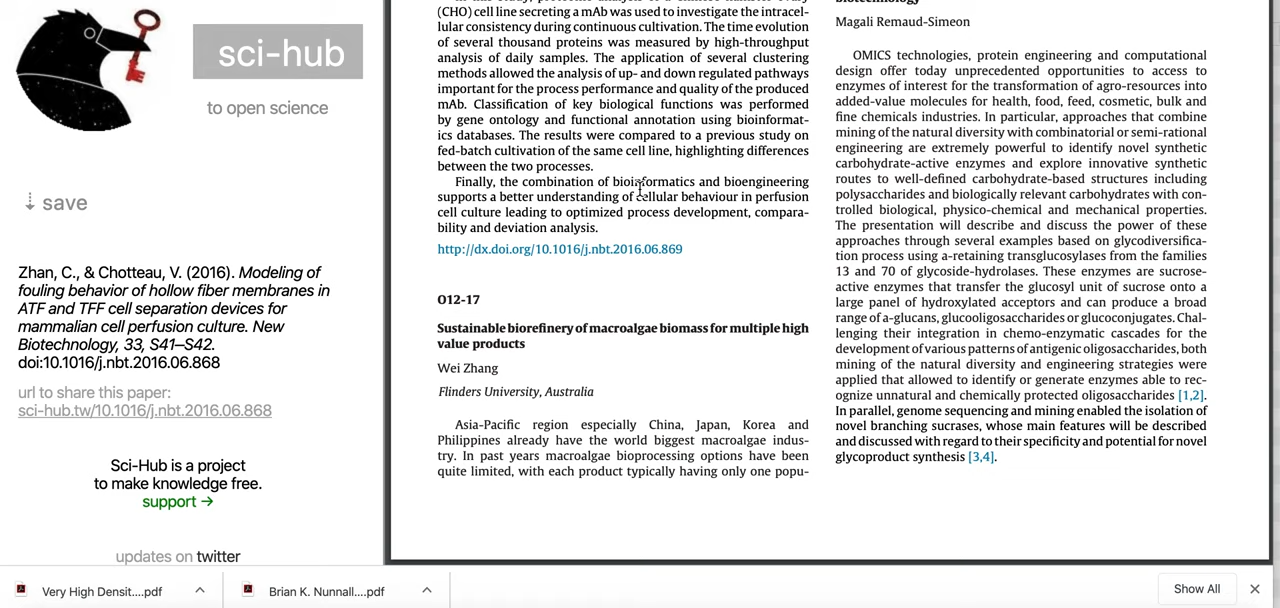 sci-hub
to open science
⇣ save
Zhan, C., & Chotteau, V. (2016). Modeling of
fouling behavior of hollow fiber membranes in
ATF and TFF cell separation devices for
mammalian cell perfusion culture. New
Biotechnology, 33, S41–S42.
doi:10.1016/j.nbt.2016.06.868
url to share this paper:
sci-hub.tw/10.1016/j.nbt.2016.06.868
Sci-Hub is a project
to make knowledge free.
support →
updates on twitter
(CHO) cell line secreting a mAb was used to investigate the intracel-
lular consistency during continuous cultivation. The time evolution
of several thousand proteins was measured by high-throughput
analysis of daily samples. The application of several clustering
methods allowed the analysis of up- and down regulated pathways
important for the process performance and quality of the produced
mAb. Classification of key biological functions was performed
by gene ontology and functional annotation using bioinformat-
ics databases. The results were compared to a previous study on
fed-batch cultivation of the same cell line, highlighting differences
between the two processes.
Finally, the combination of bioinformatics and bioengineering
supports a better understanding of cellular behaviour in perfusion
cell culture leading to optimized process development, compara-
bility and deviation analysis.
http://dx.doi.org/10.1016/j.nbt.2016.06.869
O12-17
Sustainable biorefinery of macroalgae biomass for multiple high
value products
Wei Zhang
Flinders University, Australia
Asia-Pacific region especially China, Japan, Korea and
Philippines already have the world biggest macroalgae indus-
try. In past years macroalgae bioprocessing options have been
quite limited, with each product typically having only one popu-
biotechnology
Magali Remaud-Simeon
OMICS technologies, protein engineering and computational
design offer today unprecedented opportunities to access to
enzymes of interest for the transformation of agro-resources into
added-value molecules for health, food, feed, cosmetic, bulk and
fine chemicals industries. In particular, approaches that combine
mining of the natural diversity with combinatorial or semi-rational
engineering are extremely powerful to identify novel synthetic
carbohydrate-active enzymes and explore innovative synthetic
routes to well-defined carbohydrate-based structures including
polysaccharides and biologically relevant carbohydrates with con-
trolled biological, physico-chemical and mechanical properties.
The presentation will describe and discuss the power of these
approaches through several examples based on glycodiversifica-
tion process using a-retaining transglucosylases from the families
13 and 70 of glycoside-hydrolases. These enzymes are sucrose-
active enzymes that transfer the glucosyl unit of sucrose onto a
large panel of hydroxylated acceptors and can produce a broad
range of a-glucans, glucooligosaccharides or glucoconjugates. Chal-
lenging their integration in chemo-enzymatic cascades for the
development of various patterns of antigenic oligosaccharides, both
mining of the natural diversity and engineering strategies were
applied that allowed to identify or generate enzymes able to rec-
ognize unnatural and chemically protected oligosaccharides [1,2].
In parallel, genome sequencing and mining enabled the isolation of
novel branching sucrases, whose main features will be described
and discussed with regard to their specificity and potential for novel
glycoproduct synthesis [3,4].
Very High Densit....pdf
Brian K. Nunnall....pdf
Show All